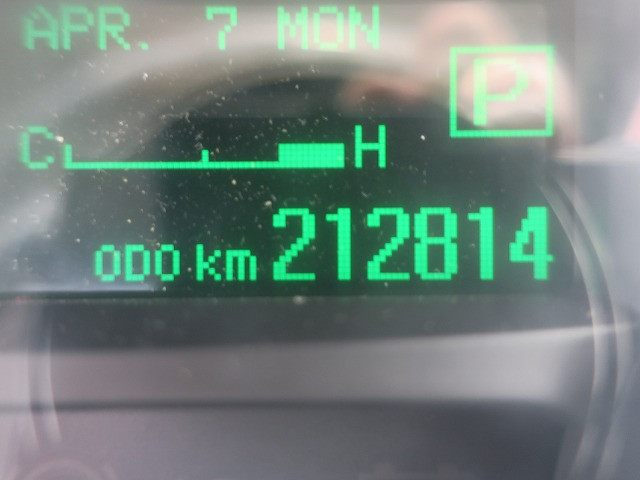 APR. 7 MON
P
C H
ODO km 212814